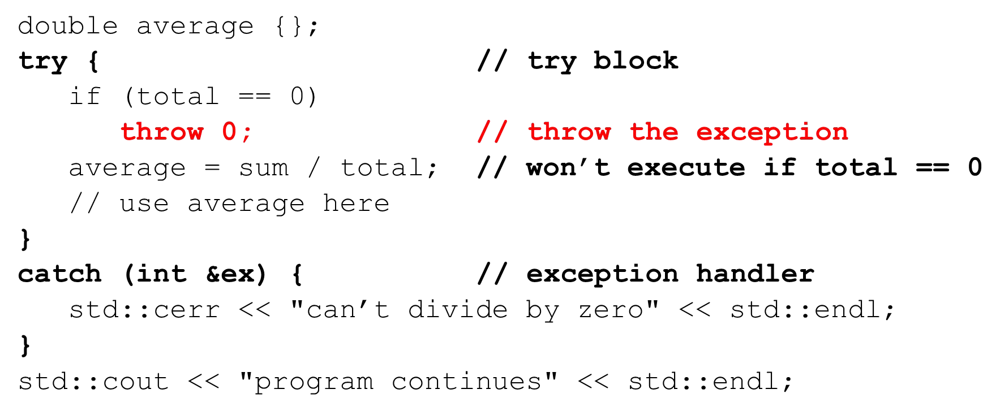 double average {};
try {                      // try block
   if (total == 0)
      throw 0;             // throw the exception
   average = sum / total;  // won’t execute if total == 0
   // use average here
}
catch (int &ex) {          // exception handler
   std::cerr << "can’t divide by zero" << std::endl;
}
std::cout << "program continues" << std::endl;